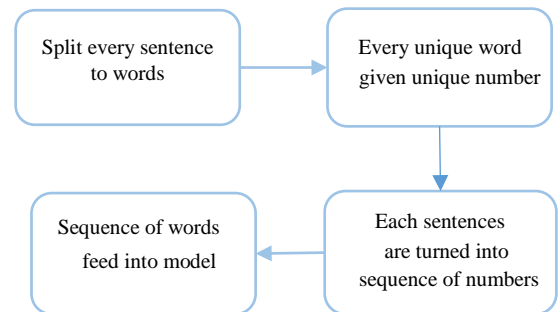 Split every sentence
to words
Every unique word
given unique number
Each sentences
are turned into
sequence of numbers
Sequence of words
feed into model